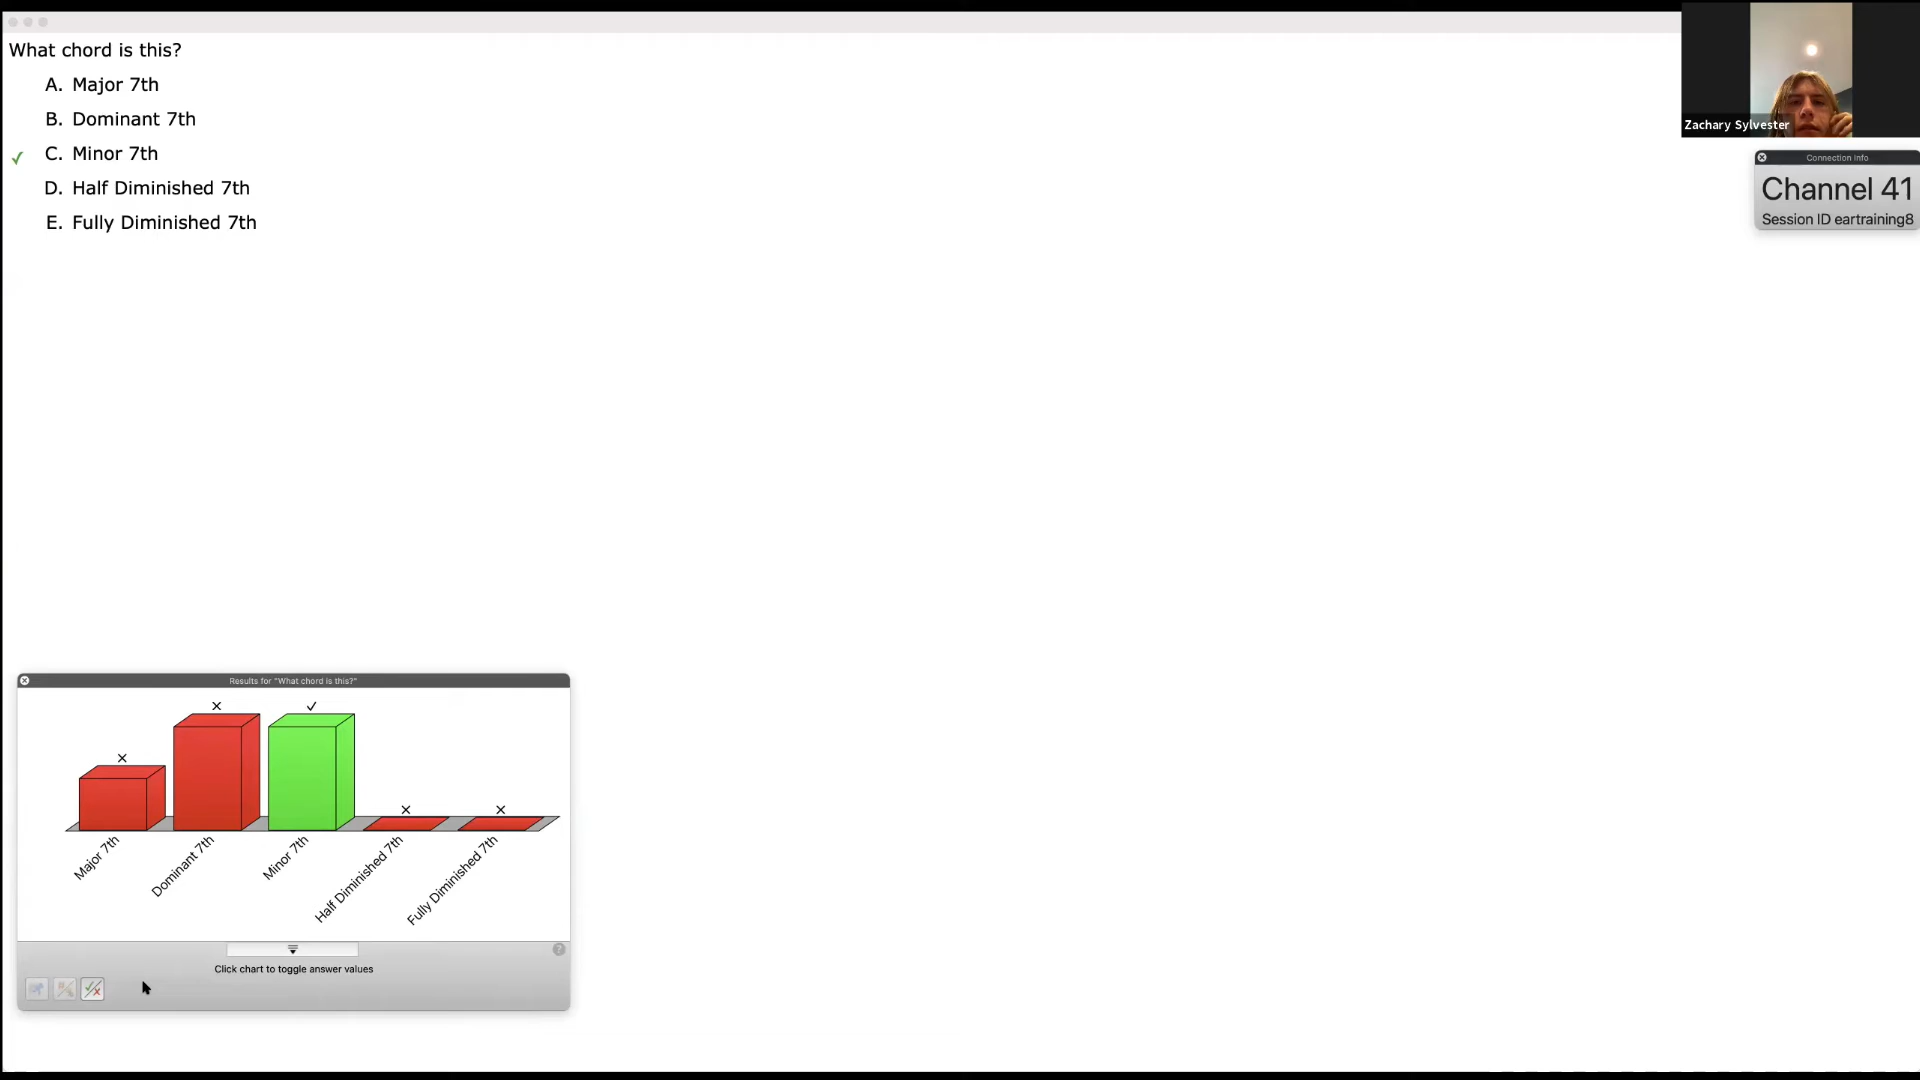 What chord is this?
A. Major 7th
B. Dominant 7th
✓ C. Minor 7th
D. Half Diminished 7th
E. Fully Diminished 7th
Zachary Sylvester
Connection Info
Channel 41
Session ID eartraining8
Results for "What chord is this?"
Major 7th
Dominant 7th
Minor 7th
Half Diminished 7th
Fully Diminished 7th
?
Click chart to toggle answer values